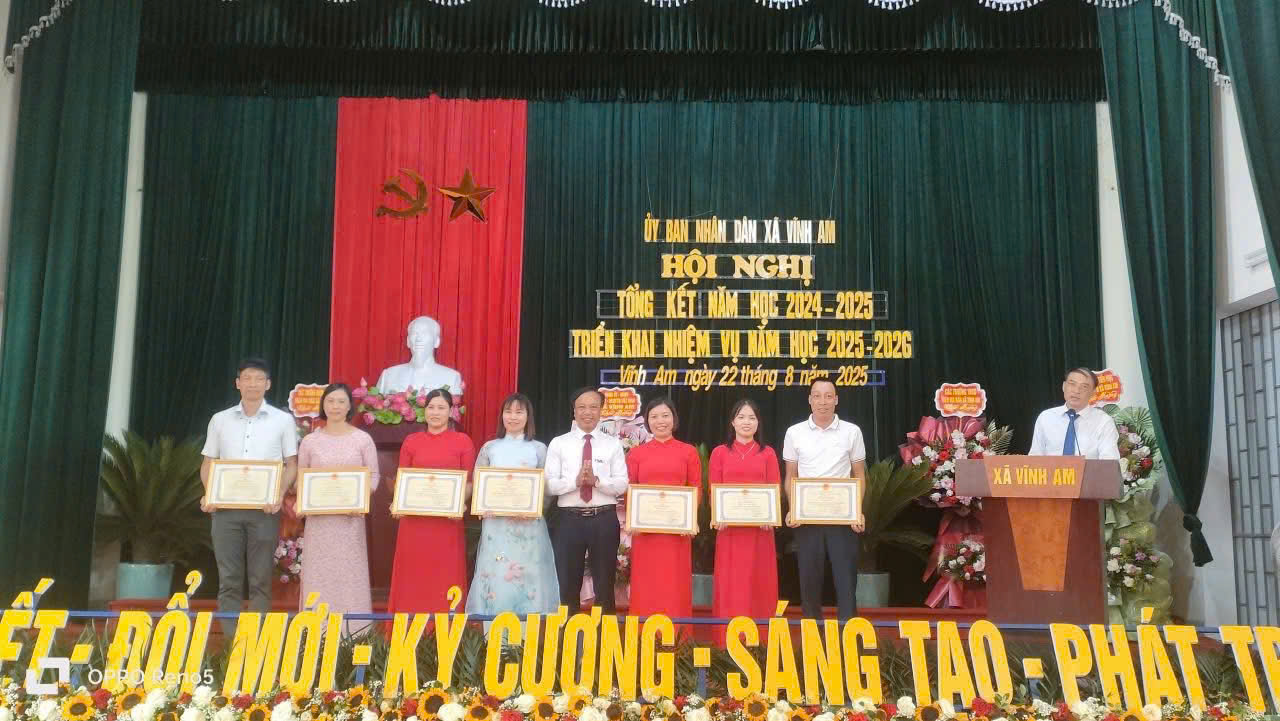 ỦY BAN NHÂN DÂN XÃ VĨNH AM
HỘI NGHỊ
TỔNG KẾT NĂM HỌC 2024-2025
TRIỂN KHAI NHIỆM VỤ NĂM HỌC 2025-2026
Vĩnh Am ngày 22 tháng 8 năm 2025
XÃ VĨNH AM
ẾT - ĐỔI MỚI - KỶ CƯƠNG - SÁNG TẠO - PHÁT TR
OPPO Reno5